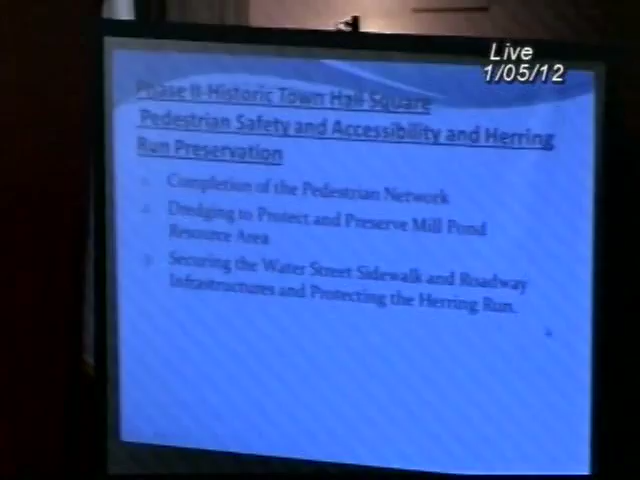 Live
1/05/12
Phase II Historic Town Hall Square
Pedestrian Safety and Accessibility and Herring
Run Preservation
Completion of the Pedestrian Network
Dredging to Protect and Preserve Mill Pond
Resource Area
Securing the Water Street Sidewalk and Roadway
Infrastructures and Protecting the Herring Run.